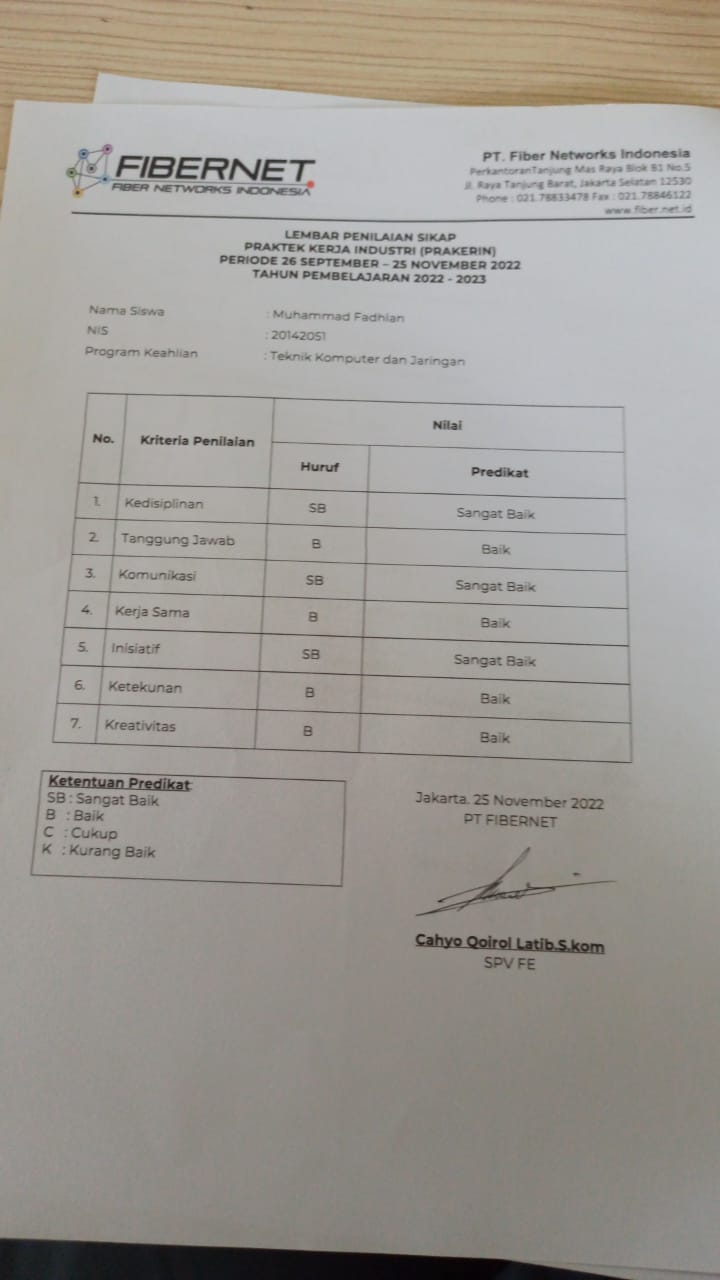 FIBERNET
FIBER NETWORKS INDONESIA
PT. Fiber Networks Indonesia
PerkantoranTanjung Mas Raya Blok B1 No.5
Jl. Raya Tanjung Barat, Jakarta Selatan 12530
Phone : 021.78833478 Fax : 021.78846122
www.fiber.net.id
LEMBAR PENILAIAN SIKAP
PRAKTEK KERJA INDUSTRI (PRAKERIN)
PERIODE 26 SEPTEMBER – 25 NOVEMBER 2022
TAHUN PEMBELAJARAN 2022 - 2023
Nama Siswa : Muhammad Fadhlan
NIS : 20142051
Program Keahlian : Teknik Komputer dan Jaringan
No. Kriteria Penilaian Nilai
Huruf Predikat
1. Kedisiplinan SB Sangat Baik
2. Tanggung Jawab B Baik
3. Komunikasi SB Sangat Baik
4. Kerja Sama B Baik
5. Inisiatif SB Sangat Baik
6. Ketekunan B Baik
7. Kreativitas B Baik
Ketentuan Predikat:
SB : Sangat Baik
B : Baik
C : Cukup
K : Kurang Baik
Jakarta. 25 November 2022
PT FIBERNET
Cahyo Qoirol Latib.S.kom
SPV FE